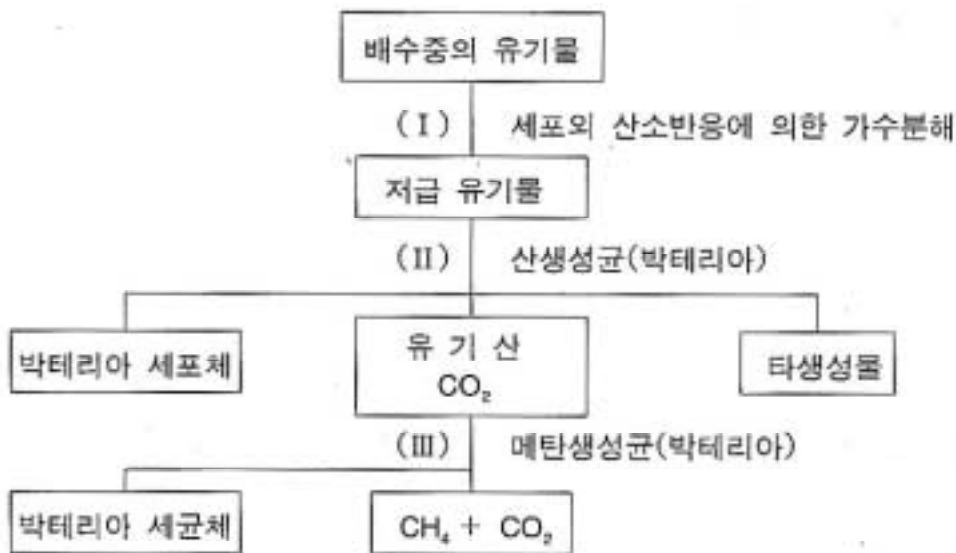 배수중의 유기물
(Ⅰ) 세포외 산소반응에 의한 가수분해
저급 유기물
(Ⅱ) 산생성균(박테리아)
박테리아 세포체
유 기 산
CO₂
타생성물
(Ⅲ) 메탄생성균(박테리아)
박테리아 세균체
CH₄ + CO₂